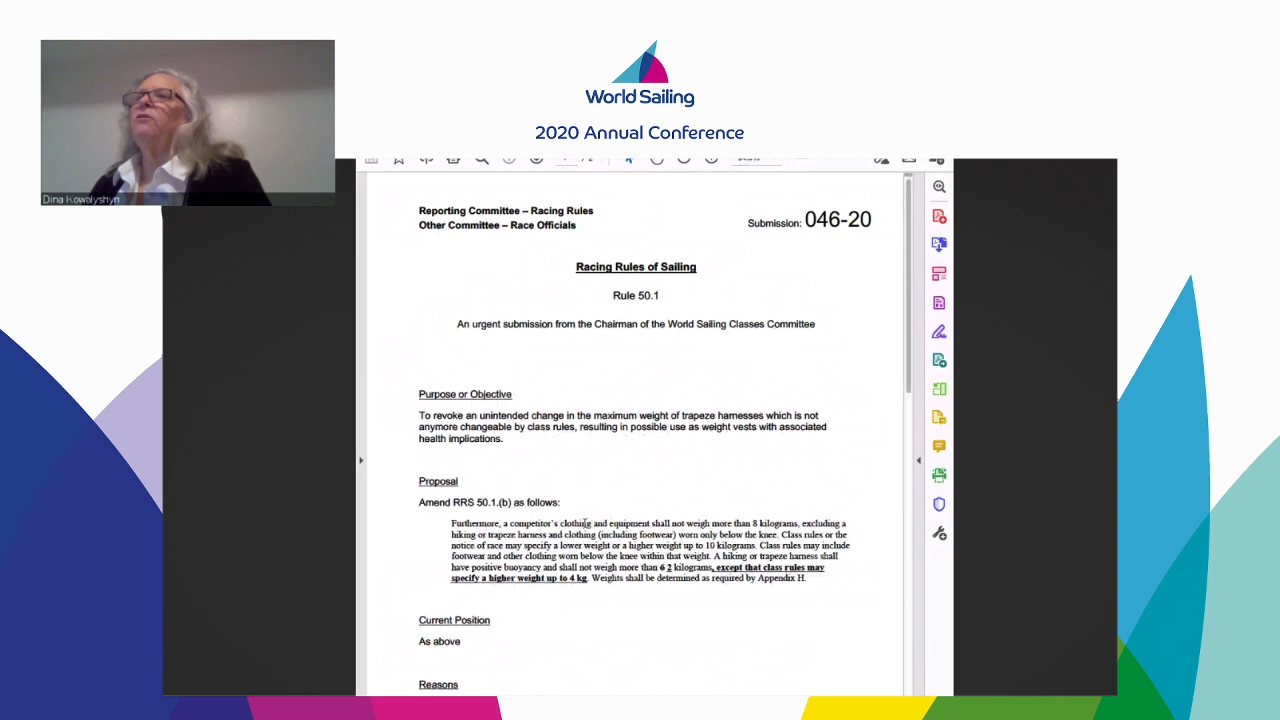 World Sailing
2020 Annual Conference
Dina Kowalyshyn
Reporting Committee – Racing Rules
Other Committee – Race Officials
Submission: 046-20
Racing Rules of Sailing
Rule 50.1
An urgent submission from the Chairman of the World Sailing Classes Committee
Purpose or Objective
To revoke an unintended change in the maximum weight of trapeze harnesses which is not
anymore changeable by class rules, resulting in possible use as weight vests with associated
health implications.
Proposal
Amend RRS 50.1.(b) as follows:
Furthermore, a competitor's clothing and equipment shall not weigh more than 8 kilograms, excluding a
hiking or trapeze harness and clothing (including footwear) worn only below the knee. Class rules or the
notice of race may specify a lower weight or a higher weight up to 10 kilograms. Class rules may include
footwear and other clothing worn below the knee within that weight. A hiking or trapeze harness shall
have positive buoyancy and shall not weigh more than 6 2 kilograms, except that class rules may
specify a higher weight up to 4 kg. Weights shall be determined as required by Appendix H.
Current Position
As above
Reasons